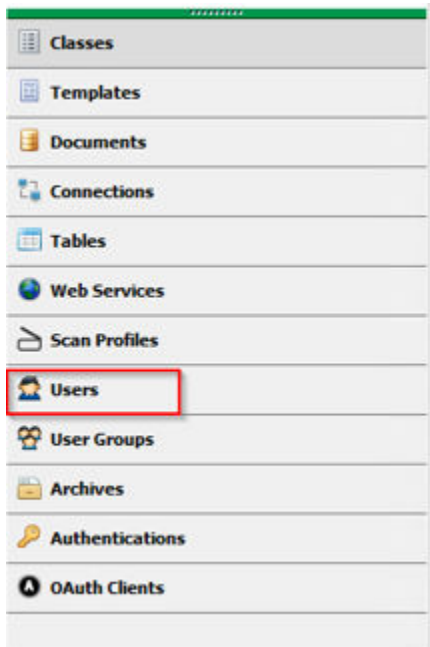 Classes
Templates
Documents
Connections
Tables
Web Services
Scan Profiles
Users
User Groups
Archives
Authentications
OAuth Clients